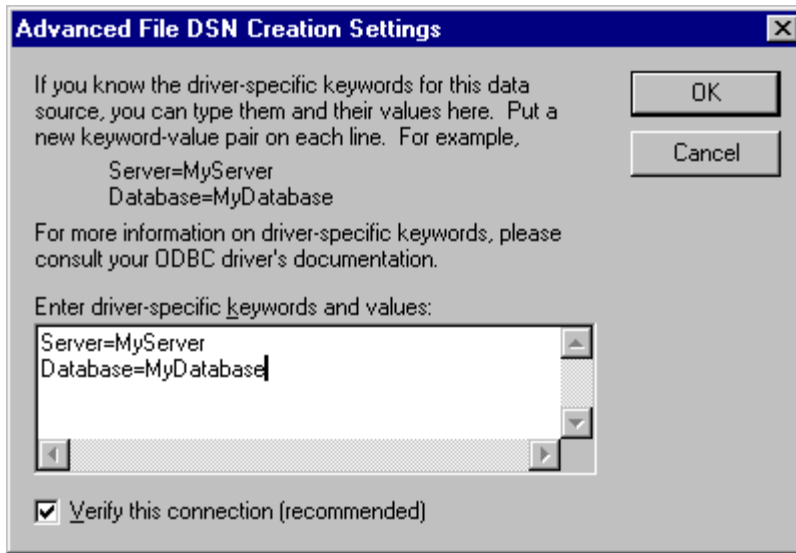 Advanced File DSN Creation Settings
If you know the driver-specific keywords for this data
source, you can type them and their values here.  Put a
new keyword-value pair on each line.  For example,
Server=MyServer
Database=MyDatabase
For more information on driver-specific keywords, please
consult your ODBC driver's documentation.
Enter driver-specific keywords and values:
Server=MyServer
Database=MyDatabase
Verify this connection (recommended)
OK
Cancel